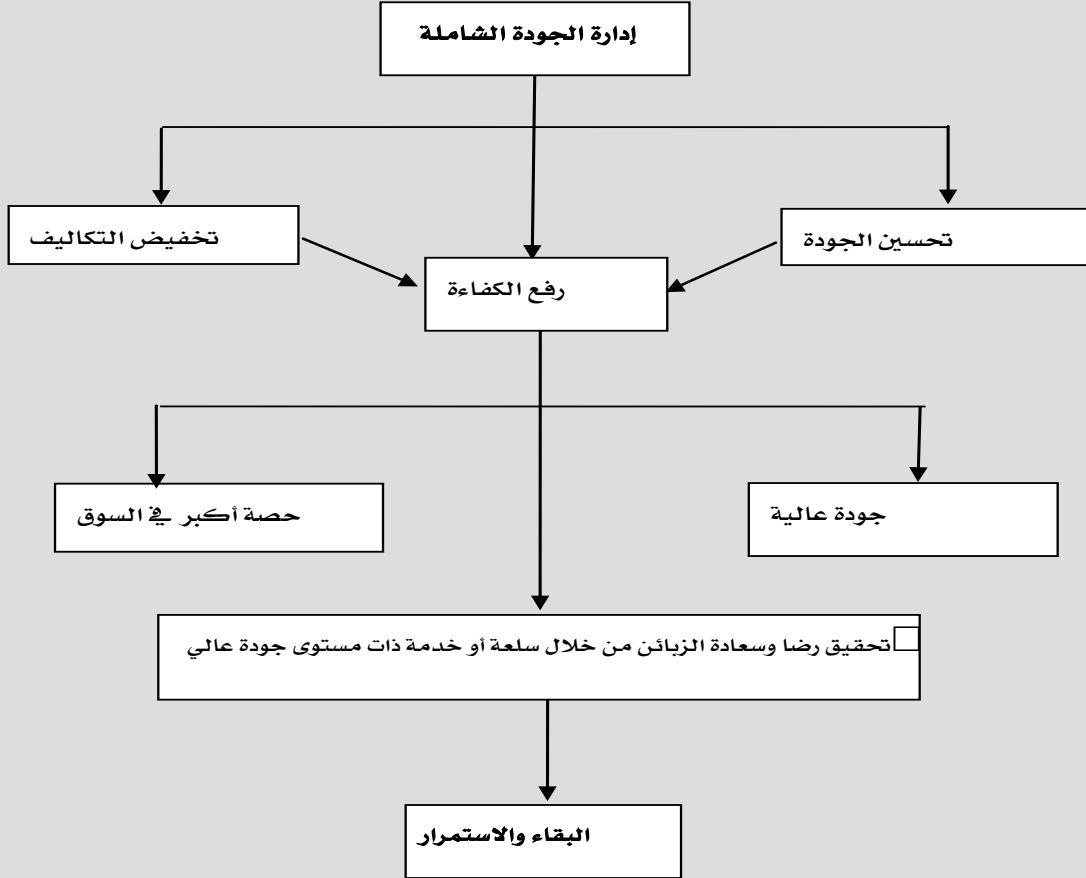 إدارة الجودة الشاملة
تحسين الجودة
تخفيض التكاليف
رفع الكفاءة
جودة عالية
حصة أكبر في السوق
تحقيق رضا وسعادة الزبائن من خلال سلعة أو خدمة ذات مستوى جودة عالي
البقاء والاستمرار